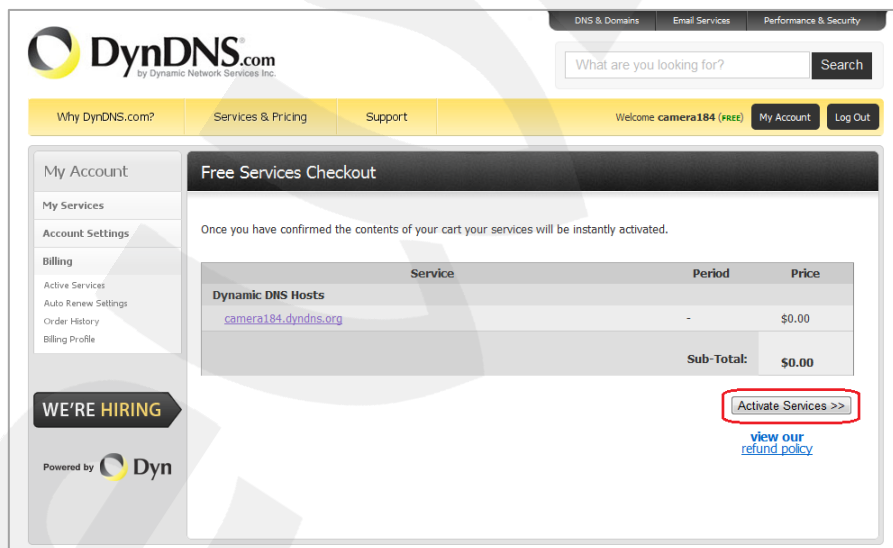 DNS & Domains Email Services Performance & Security
DynDNS.com
by Dynamic Network Services Inc.
What are you looking for? Search
Why DynDNS.com? Services & Pricing Support Welcome camera184 (FREE) My Account Log Out
My Account
My Services
Account Settings
Billing
Active Services
Auto Renew Settings
Order History
Billing Profile
WE'RE HIRING
Powered by Dyn
Free Services Checkout
Once you have confirmed the contents of your cart your services will be instantly activated.
Service Period Price
Dynamic DNS Hosts
camera184.dyndns.org - $0.00
Sub-Total: $0.00
Activate Services >>
view our
refund policy